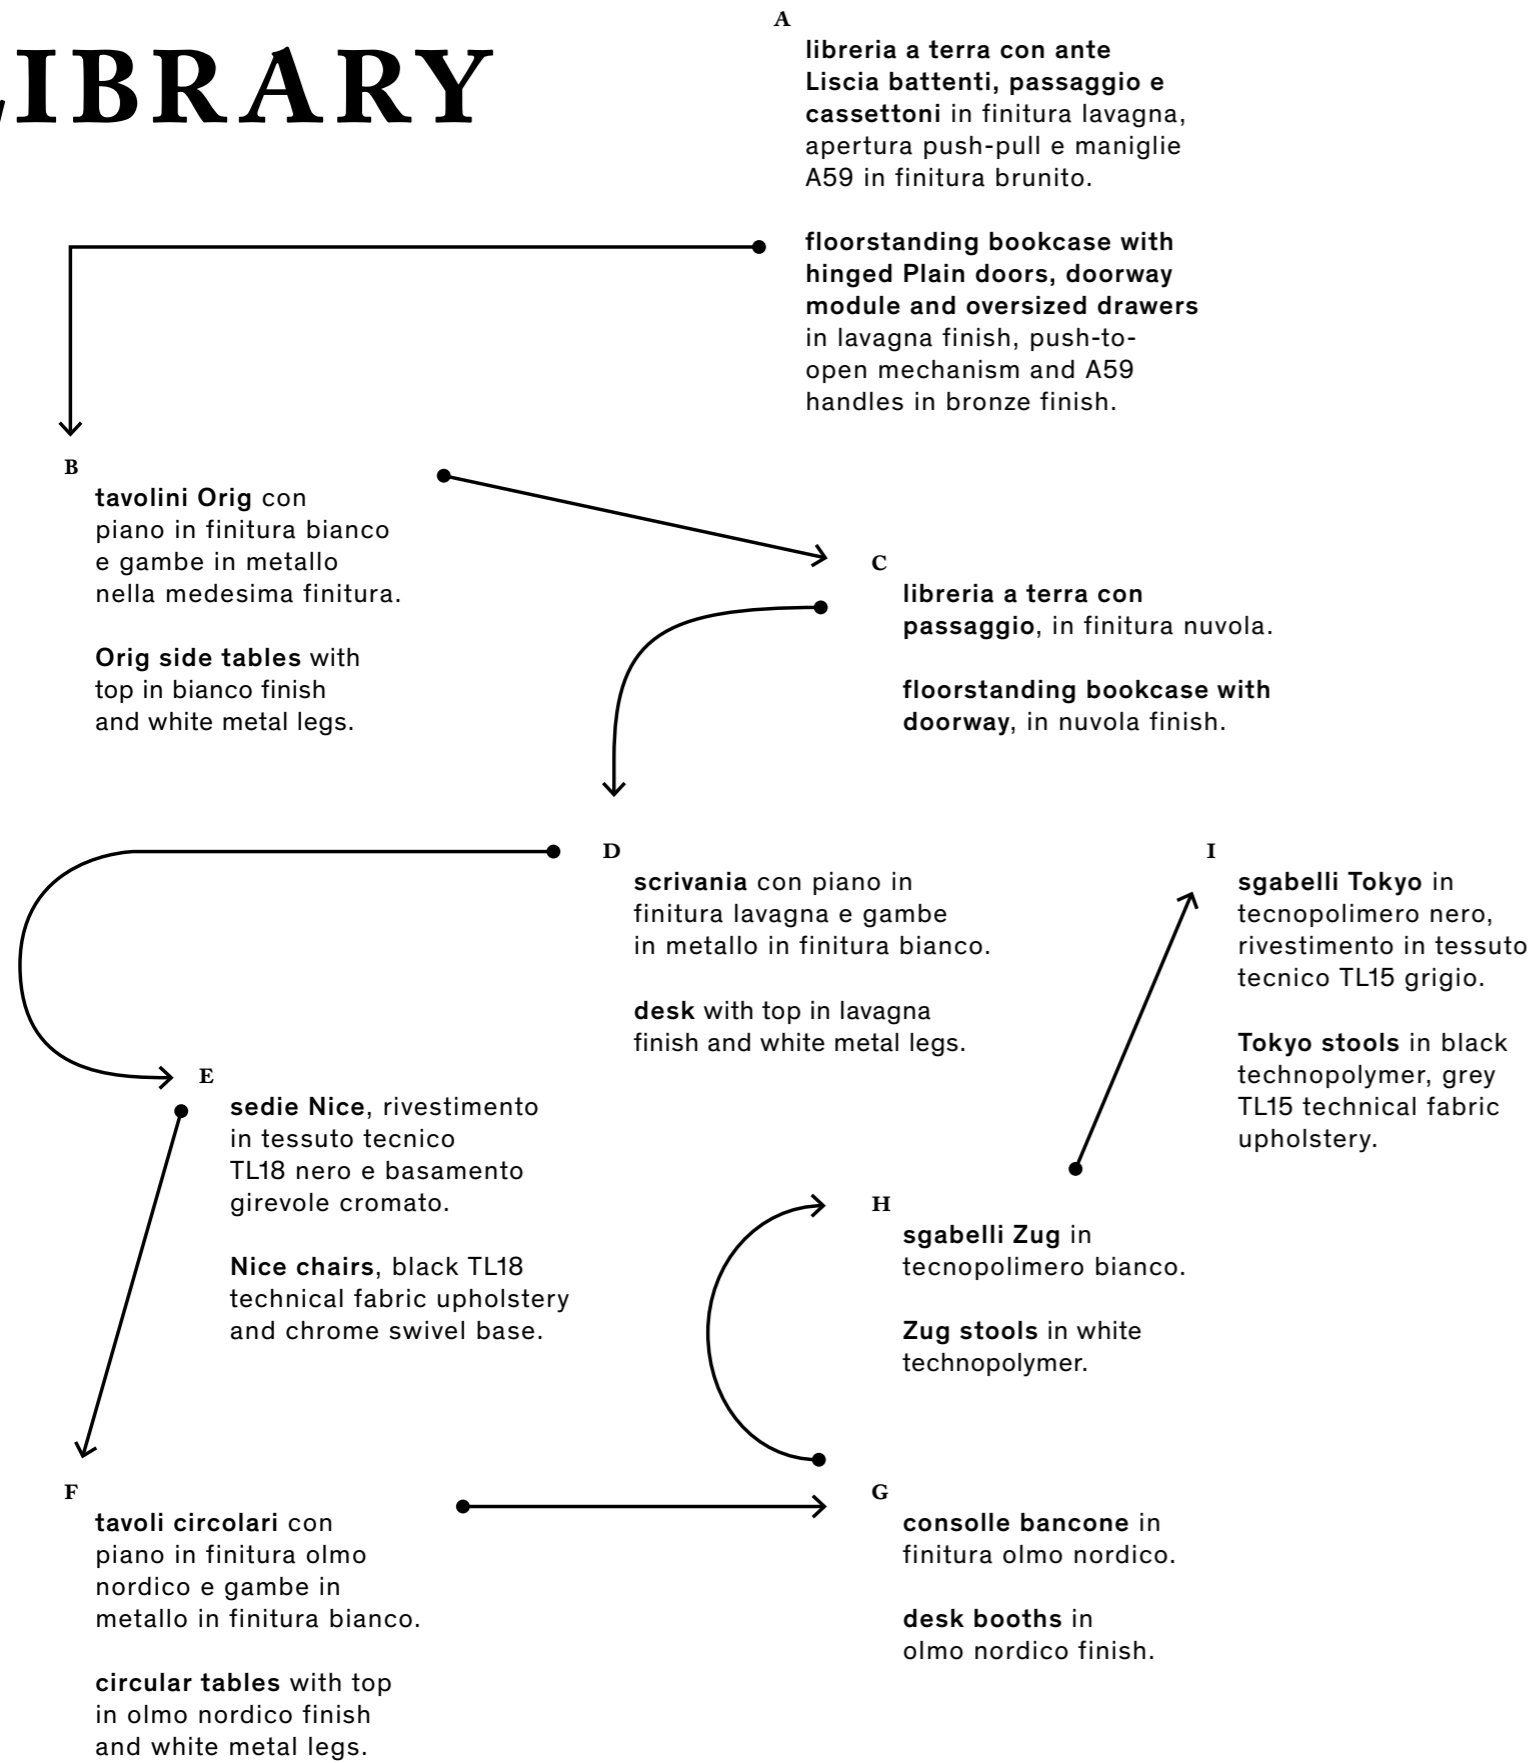 LIBRARY
A
libreria a terra con ante
Liscia battenti, passaggio e
cassettoni in finitura lavagna,
apertura push-pull e maniglie
A59 in finitura brunito.
floorstanding bookcase with
hinged Plain doors, doorway
module and oversized drawers
in lavagna finish, push-to-
open mechanism and A59
handles in bronze finish.
B
tavolini Orig con
piano in finitura bianco
e gambe in metallo
nella medesima finitura.
Orig side tables with
top in bianco finish
and white metal legs.
C
libreria a terra con
passaggio, in finitura nuvola.
floorstanding bookcase with
doorway, in nuvola finish.
D
scrivania con piano in
finitura lavagna e gambe
in metallo in finitura bianco.
desk with top in lavagna
finish and white metal legs.
E
sedie Nice, rivestimento
in tessuto tecnico
TL18 nero e basamento
girevole cromato.
Nice chairs, black TL18
technical fabric upholstery
and chrome swivel base.
F
tavoli circolari con
piano in finitura olmo
nordico e gambe in
metallo in finitura bianco.
circular tables with top
in olmo nordico finish
and white metal legs.
G
consolle bancone in
finitura olmo nordico.
desk booths in
olmo nordico finish.
H
sgabelli Zug in
tecnopolimero bianco.
Zug stools in white
technopolymer.
I
sgabelli Tokyo in
tecnopolimero nero,
rivestimento in tessuto
tecnico TL15 grigio.
Tokyo stools in black
technopolymer, grey
TL15 technical fabric
upholstery.